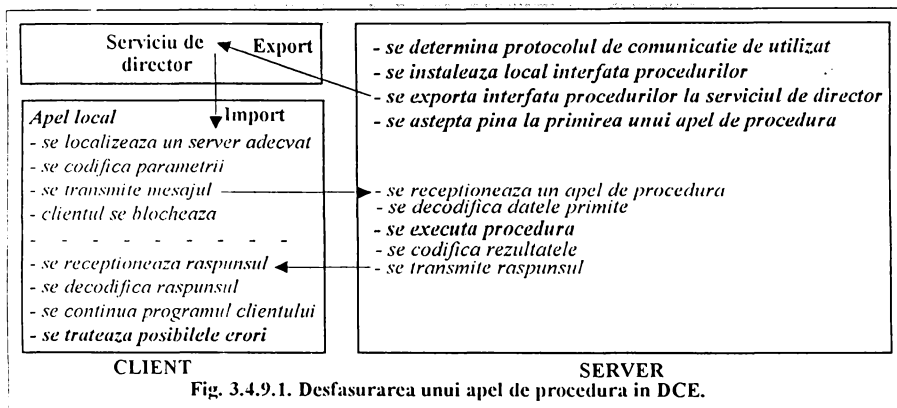 Serviciu de director
Export
Apel local
Import
- se localizeaza un server adecvat
- se codifica parametrii
- se transmite mesajul
- clientul se blocheaza
- - - - - - - - - -
- se receptioneaza raspunsul
- se decodifica raspunsul
- se continua programul clientului
- se trateaza posibilele erori
CLIENT
- se determina protocolul de comunicatie de utilizat
- se instaleaza local interfata procedurilor
- se exporta interfata procedurilor la serviciul de director
- se astepta pina la primirea unui apel de procedura
- se receptioneaza un apel de procedura
- se decodifica datele primite
- se executa procedura
- se codifica rezultatele
- se transmite raspunsul
SERVER
Fig. 3.4.9.1. Desfasurarea unui apel de procedura in DCE.